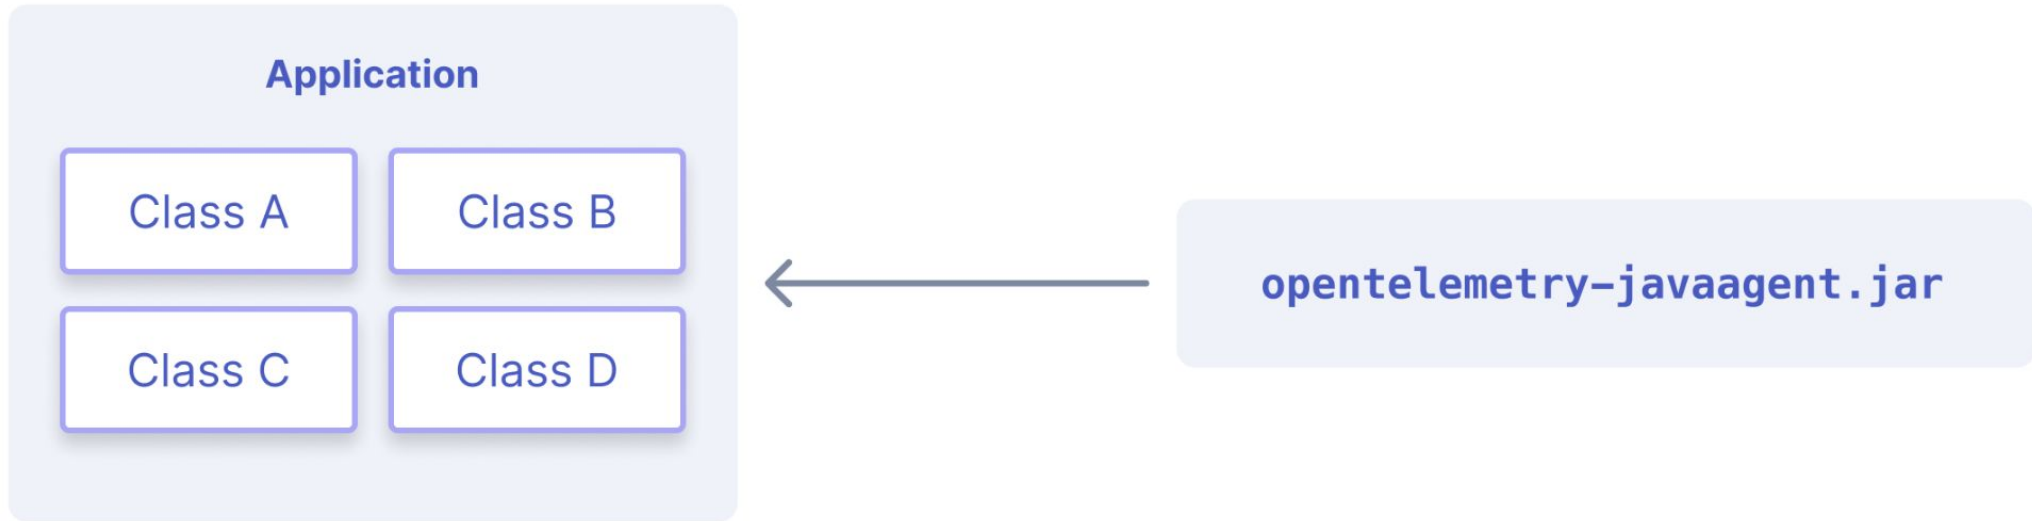 Application
Class A
Class B
Class C
Class D
opentelemetry-javaagent.jar